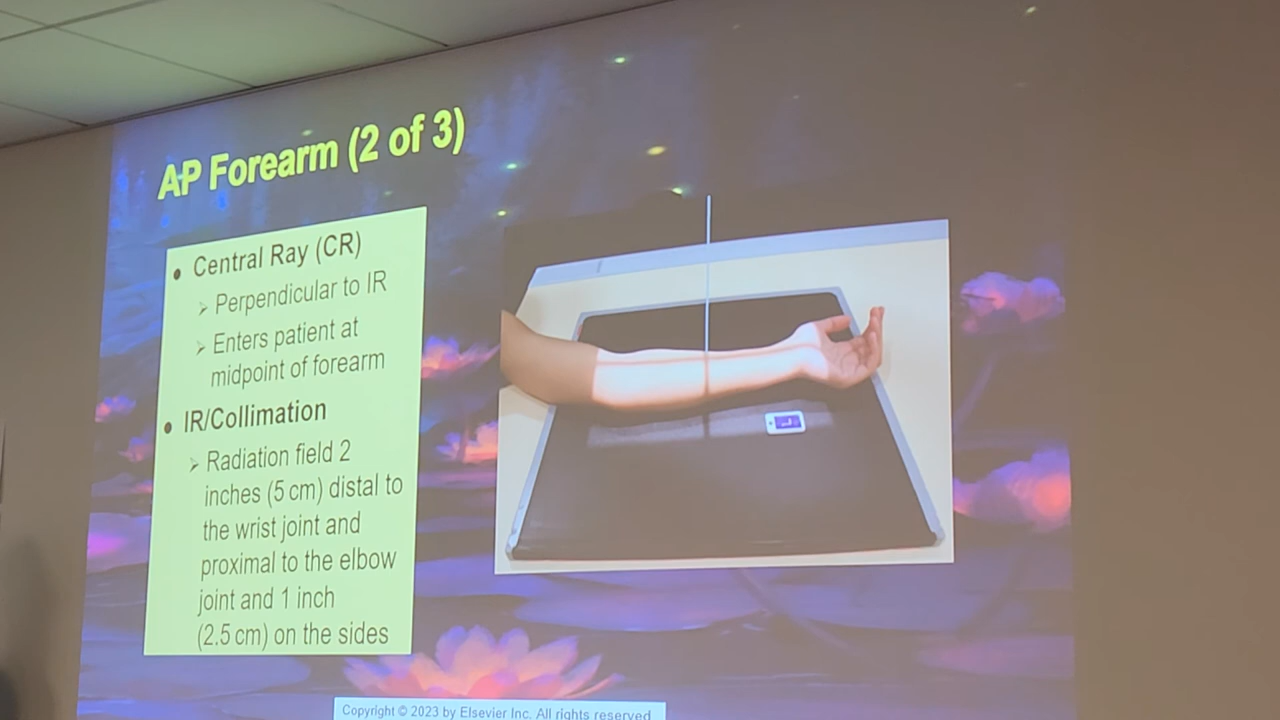 AP Forearm (2 of 3)
• Central Ray (CR)
➢ Perpendicular to IR
➢ Enters patient at
midpoint of forearm
• IR/Collimation
➢ Radiation field 2
inches (5 cm) distal to
the wrist joint and
proximal to the elbow
joint and 1 inch
(2.5 cm) on the sides
Copyright © 2023 by Elsevier Inc. All rights reserved